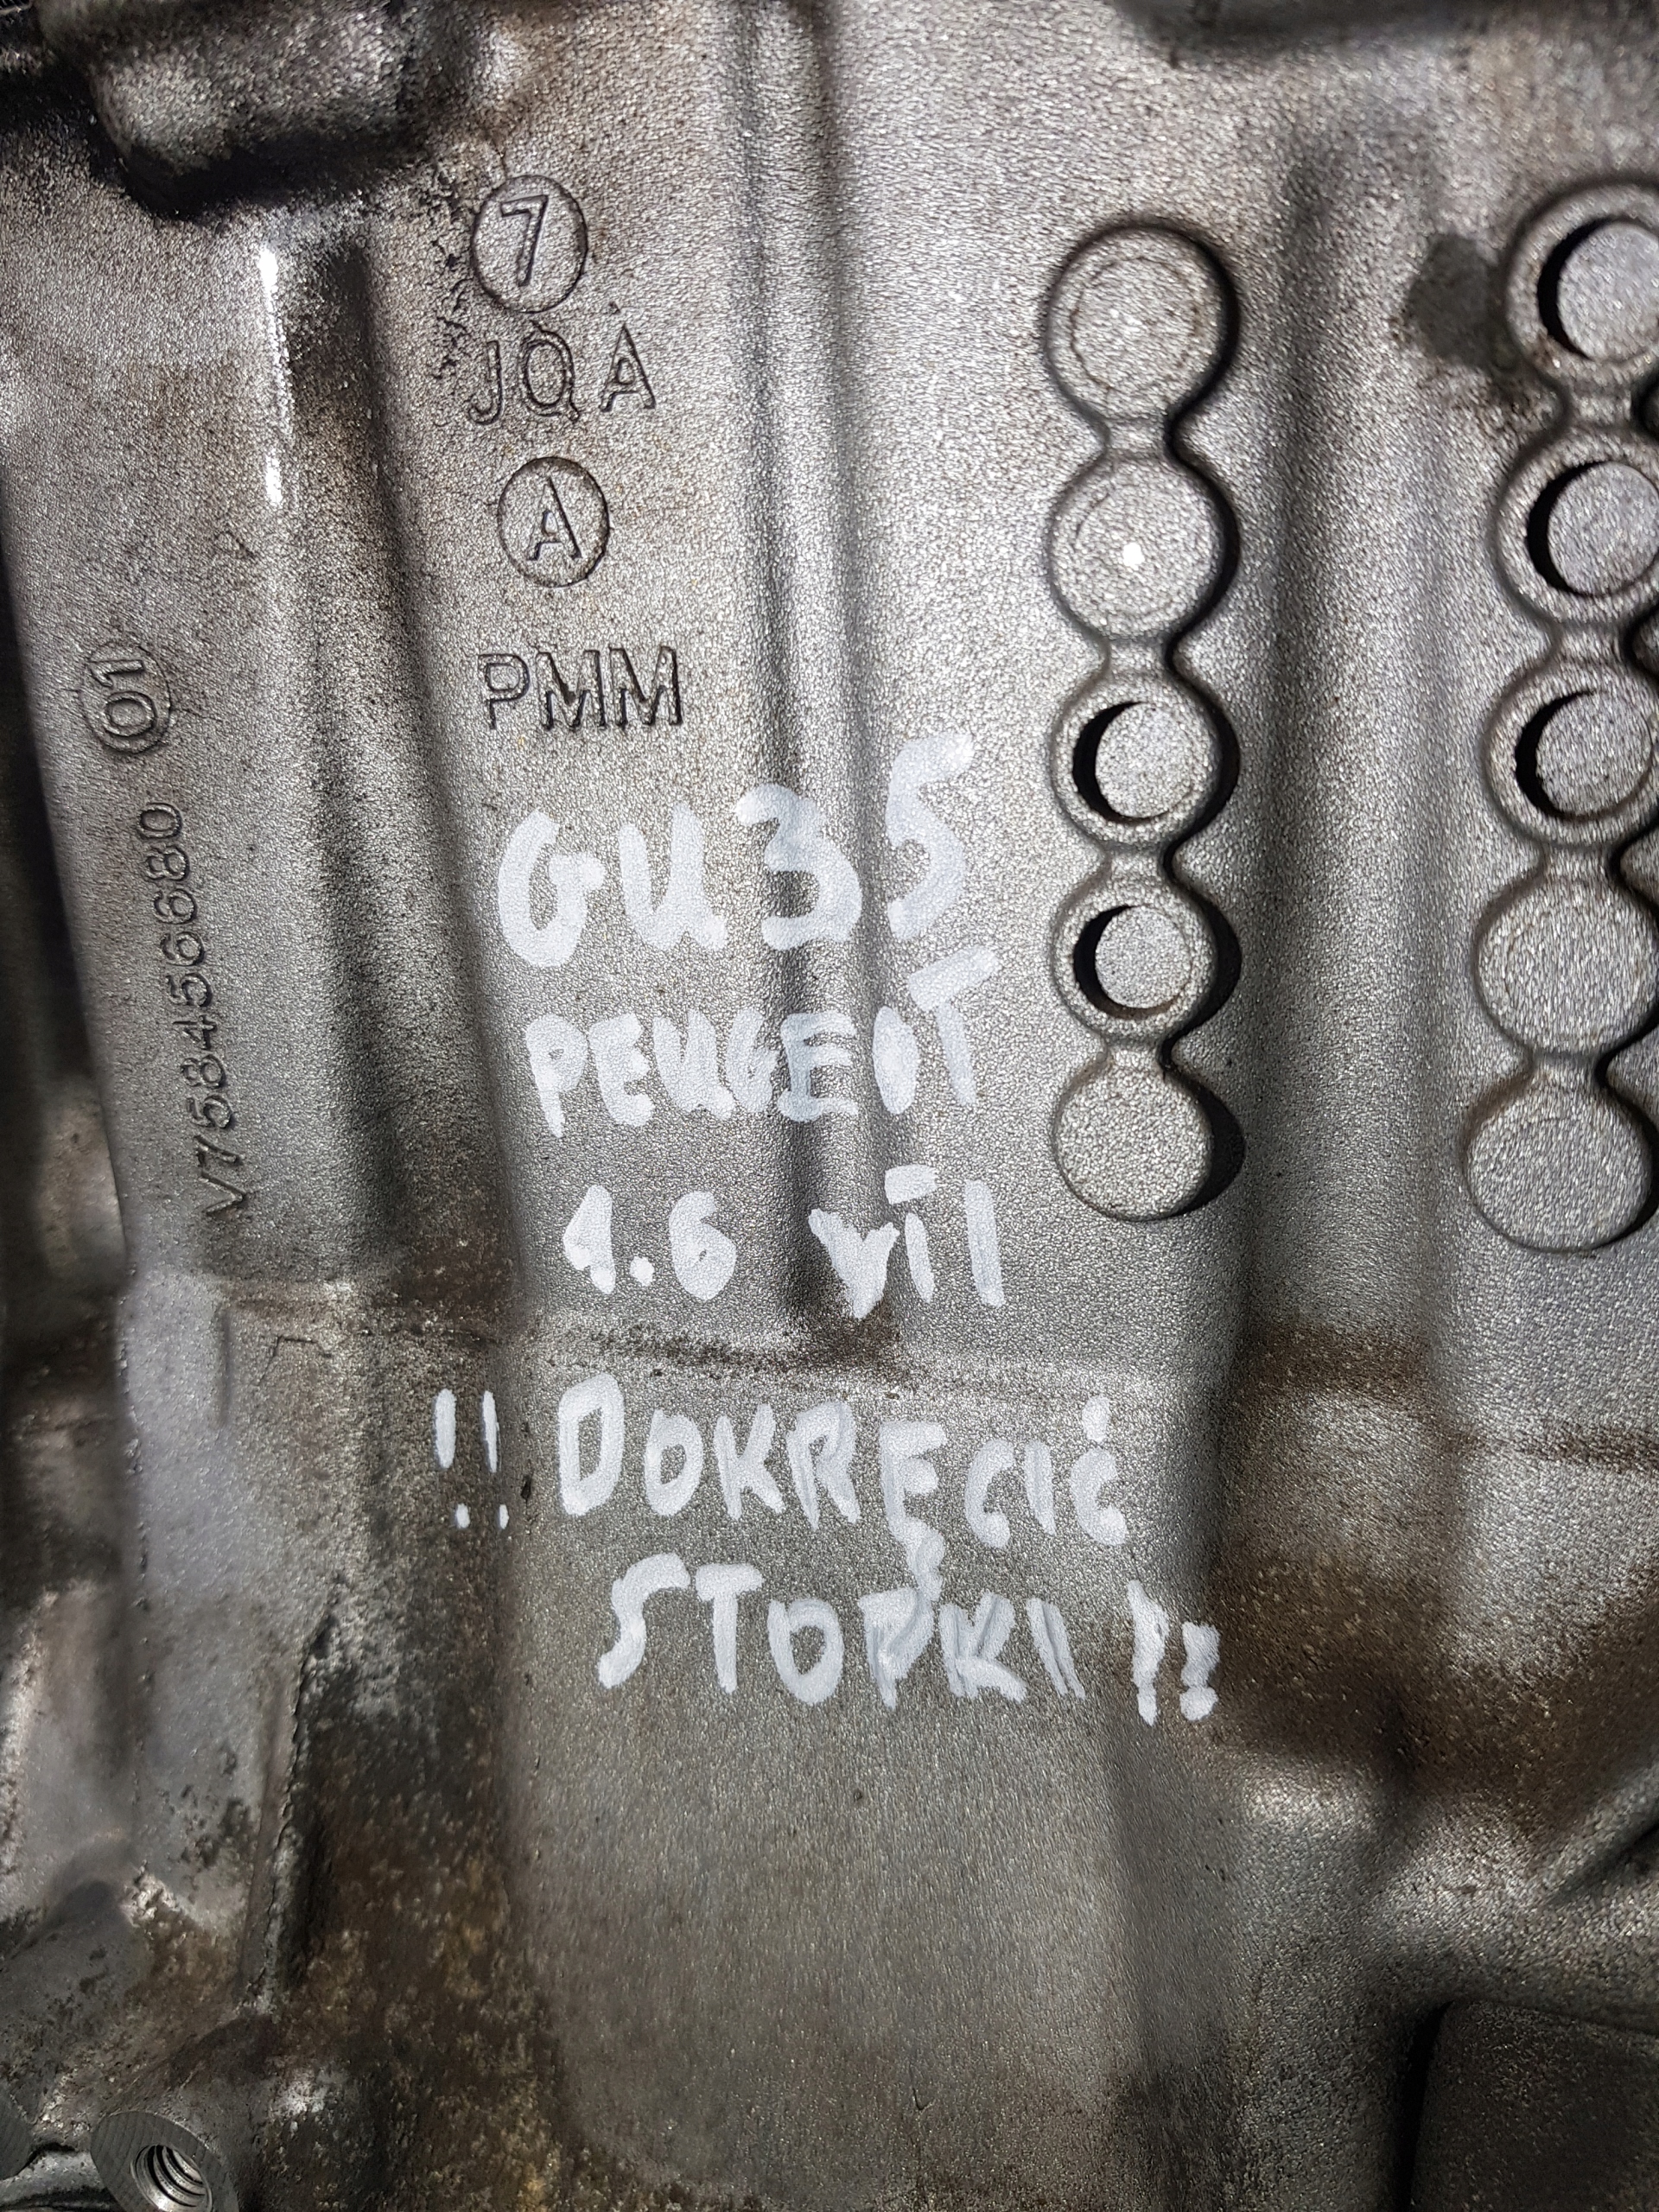 7
JQA
A
PMM
01
V758456680
GU35
PEUGEOT
1.6 VTI
!! DOKRĘCIĆ
STOPKI !!